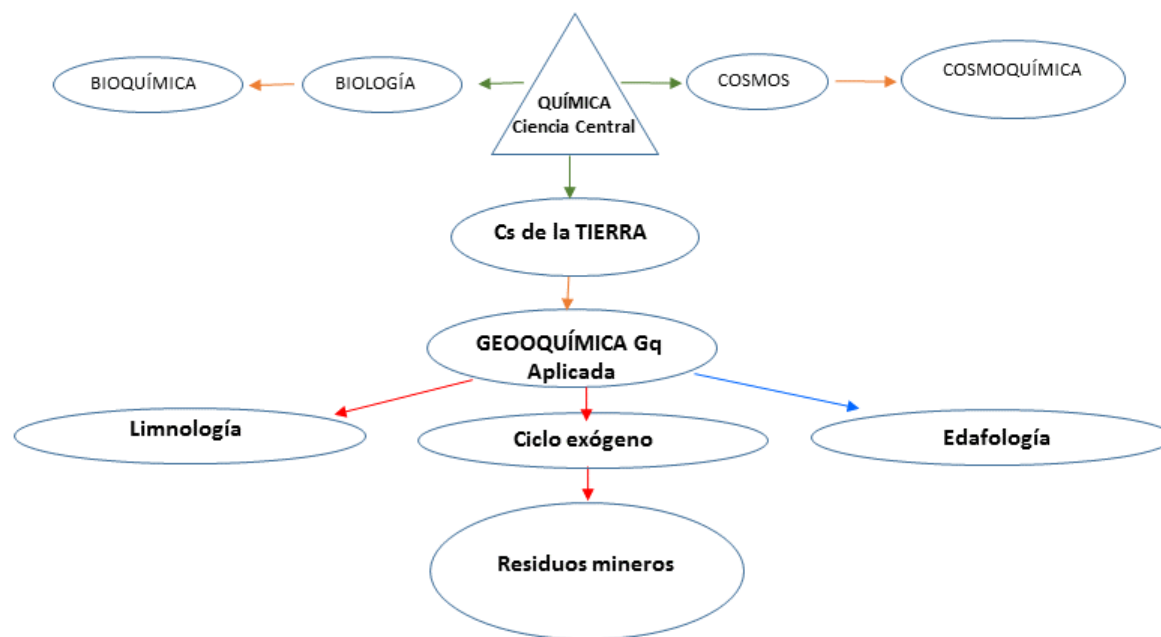 BIOQUÍMICA
BIOLOGÍA
QUÍMICA
Ciencia Central
COSMOS
COSMOQUÍMICA
Cs de la TIERRA
GEOOQUÍMICA Gq
Aplicada
Limnología
Ciclo exógeno
Edafología
Residuos mineros